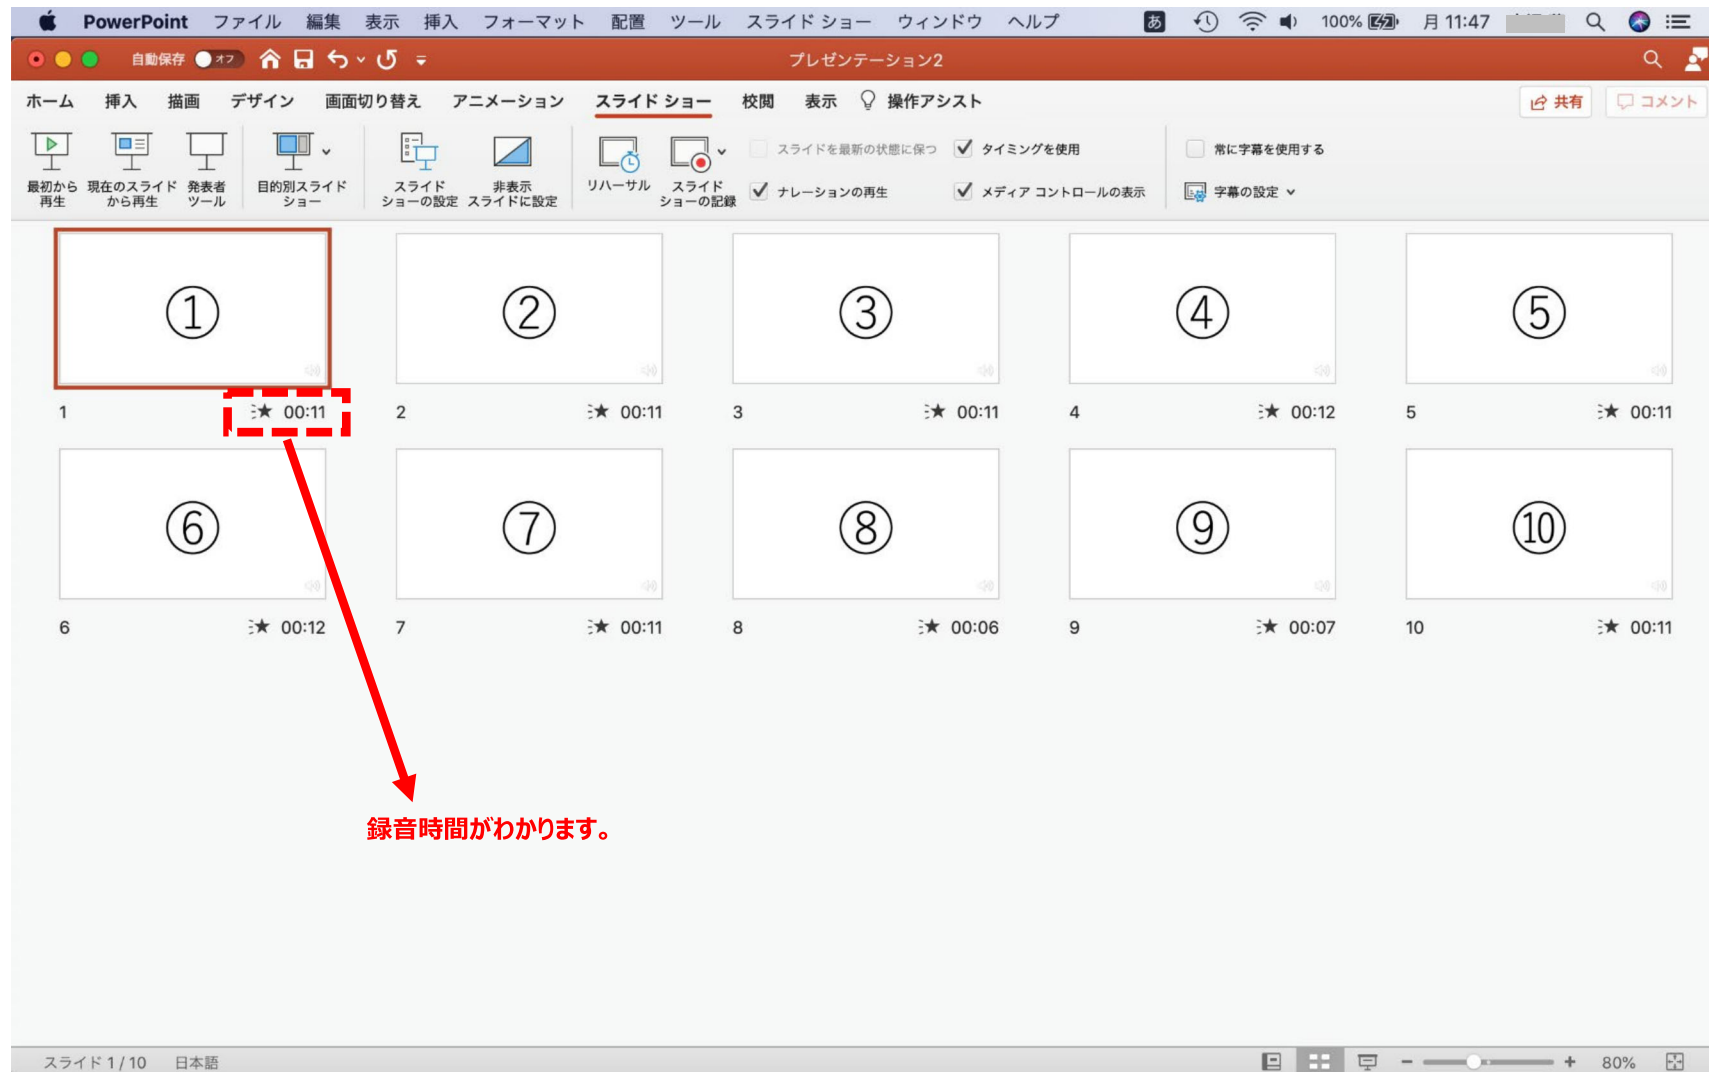 PowerPoint ファイル 編集 表示 挿入 フォーマット 配置 ツール スライド ショー ウィンドウ ヘルプ あ 100% 月 11:47
自動保存 オフ プレゼンテーション2
ホーム 挿入 描画 デザイン 画面切り替え アニメーション スライド ショー 校閲 表示 操作アシスト 共有 コメント
最初から
再生
現在のスライド
から再生
発表者
ツール
目的別スライド
ショー
スライド
ショーの設定
非表示
スライドに設定
リハーサル
スライド
ショーの記録
スライドを最新の状態に保つ
タイミングを使用
ナレーションの再生
メディア コントロールの表示
常に字幕を使用する
字幕の設定
① ② ③ ④ ⑤
1 00:11 2 00:11 3 00:11 4 00:12 5 00:11
⑥ ⑦ ⑧ ⑨ ⑩
6 00:12 7 00:11 8 00:06 9 00:07 10 00:11
録音時間がわかります。
スライド 1 / 10 日本語 80%